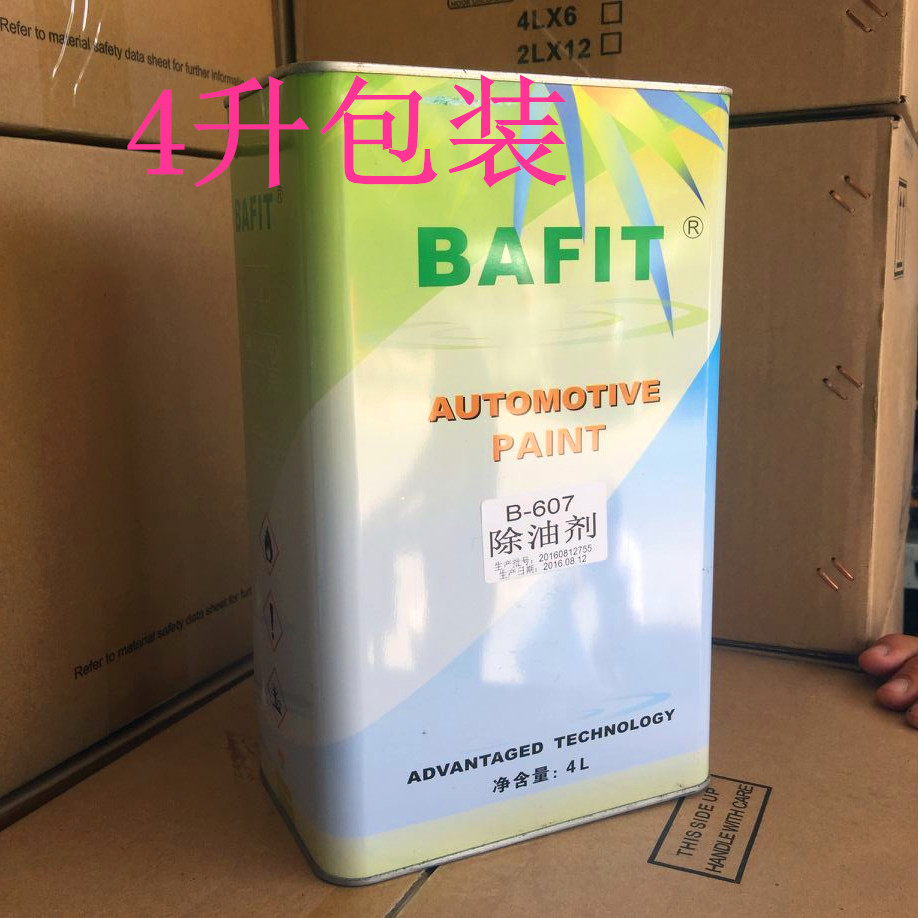 Refer to material safety data sheet for further informatio
4LX6
2LX12
4升包装
BAFIT®
BAFIT®
AUTOMOTIVE
PAINT
B-607
除油剂
生产批号：20160812755
生产日期：2016.08.12
Refer to material safety data sheet for furt
ADVANTAGED TECHNOLOGY
净含量：4L
THIS SIDE UP
HANDLE WITH CARE